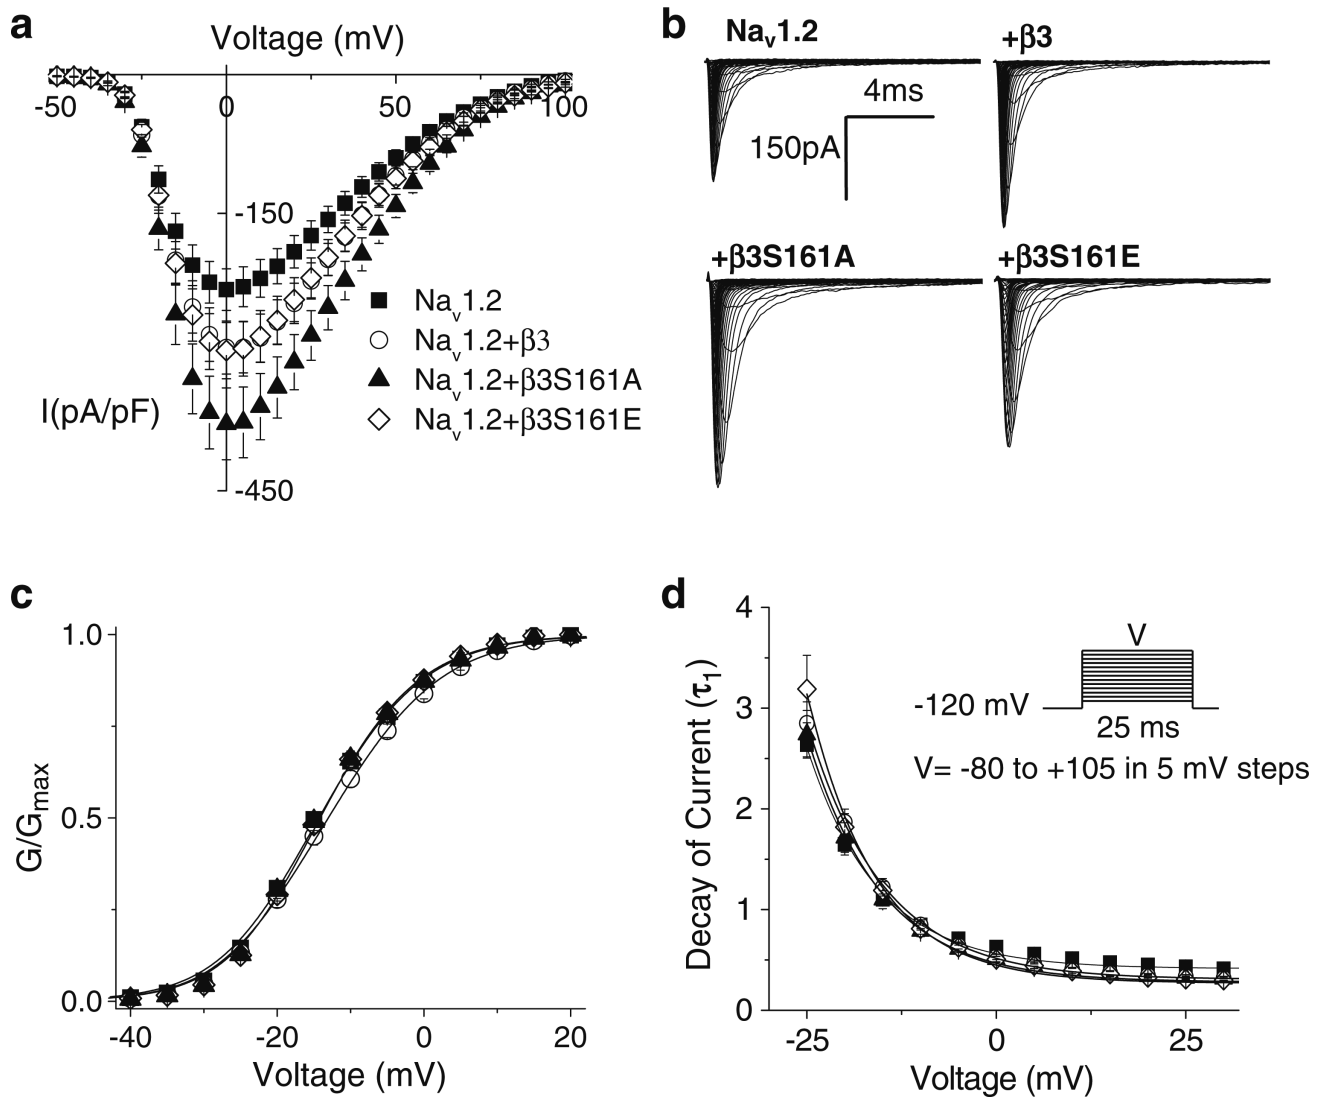 a
Voltage (mV)
-50 0 50 100
-150
I(pA/pF)
-450
Nav1.2
Nav1.2+β3
Nav1.2+β3S161A
Nav1.2+β3S161E
b
Nav1.2
+β3
4ms
150pA
+β3S161A
+β3S161E
c
1.0
0.5
0.0
G/Gmax
-40 -20 0 20
Voltage (mV)
d
4
3
2
1
0
Decay of Current (τ1)
V
-120 mV
25 ms
V= -80 to +105 in 5 mV steps
-25 0 25
Voltage (mV)